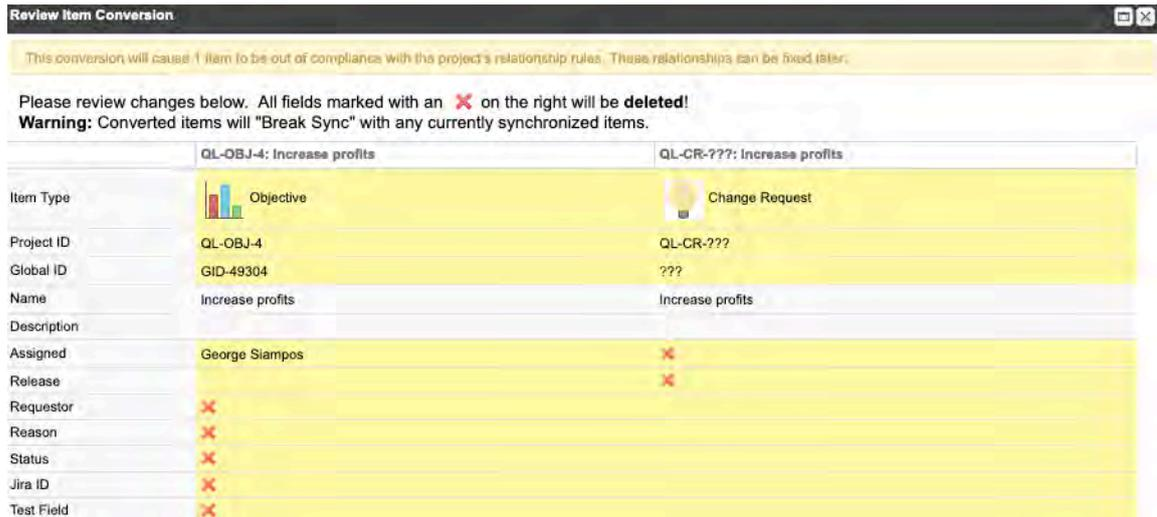 Review Item Conversion
This conversion will cause 1 item to be out of compliance with the project's relationship rules. These relationships can be fixed later.
Please review changes below. All fields marked with an on the right will be deleted!
Warning: Converted items will "Break Sync" with any currently synchronized items.
QL-OBJ-4: Increase profits QL-CR-???: Increase profits
Item Type Objective Change Request
Project ID QL-OBJ-4 QL-CR-???
Global ID GID-49304 ???
Name Increase profits Increase profits
Description
Assigned George Siampos
Release
Requestor
Reason
Status
Jira ID
Test Field